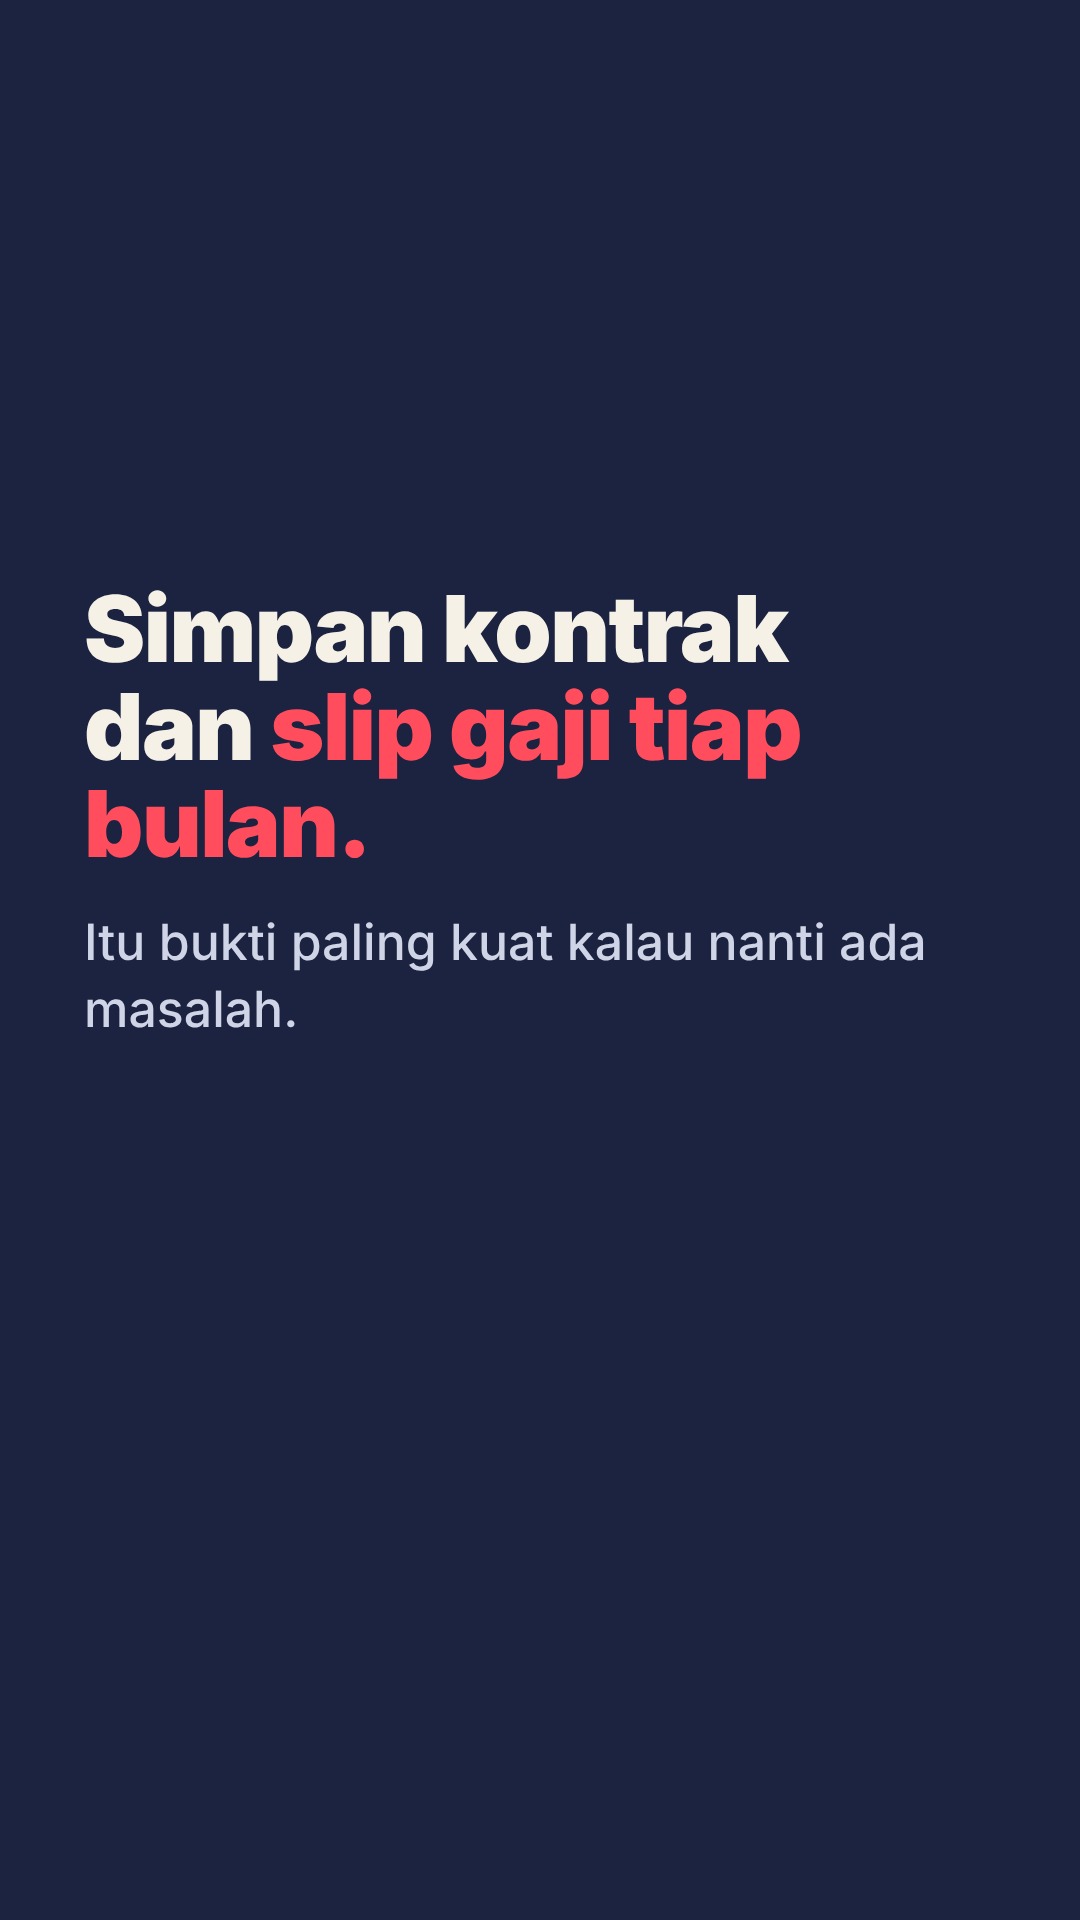 Simpan kontrak
dan slip gaji tiap
bulan.
Itu bukti paling kuat kalau nanti ada
masalah.